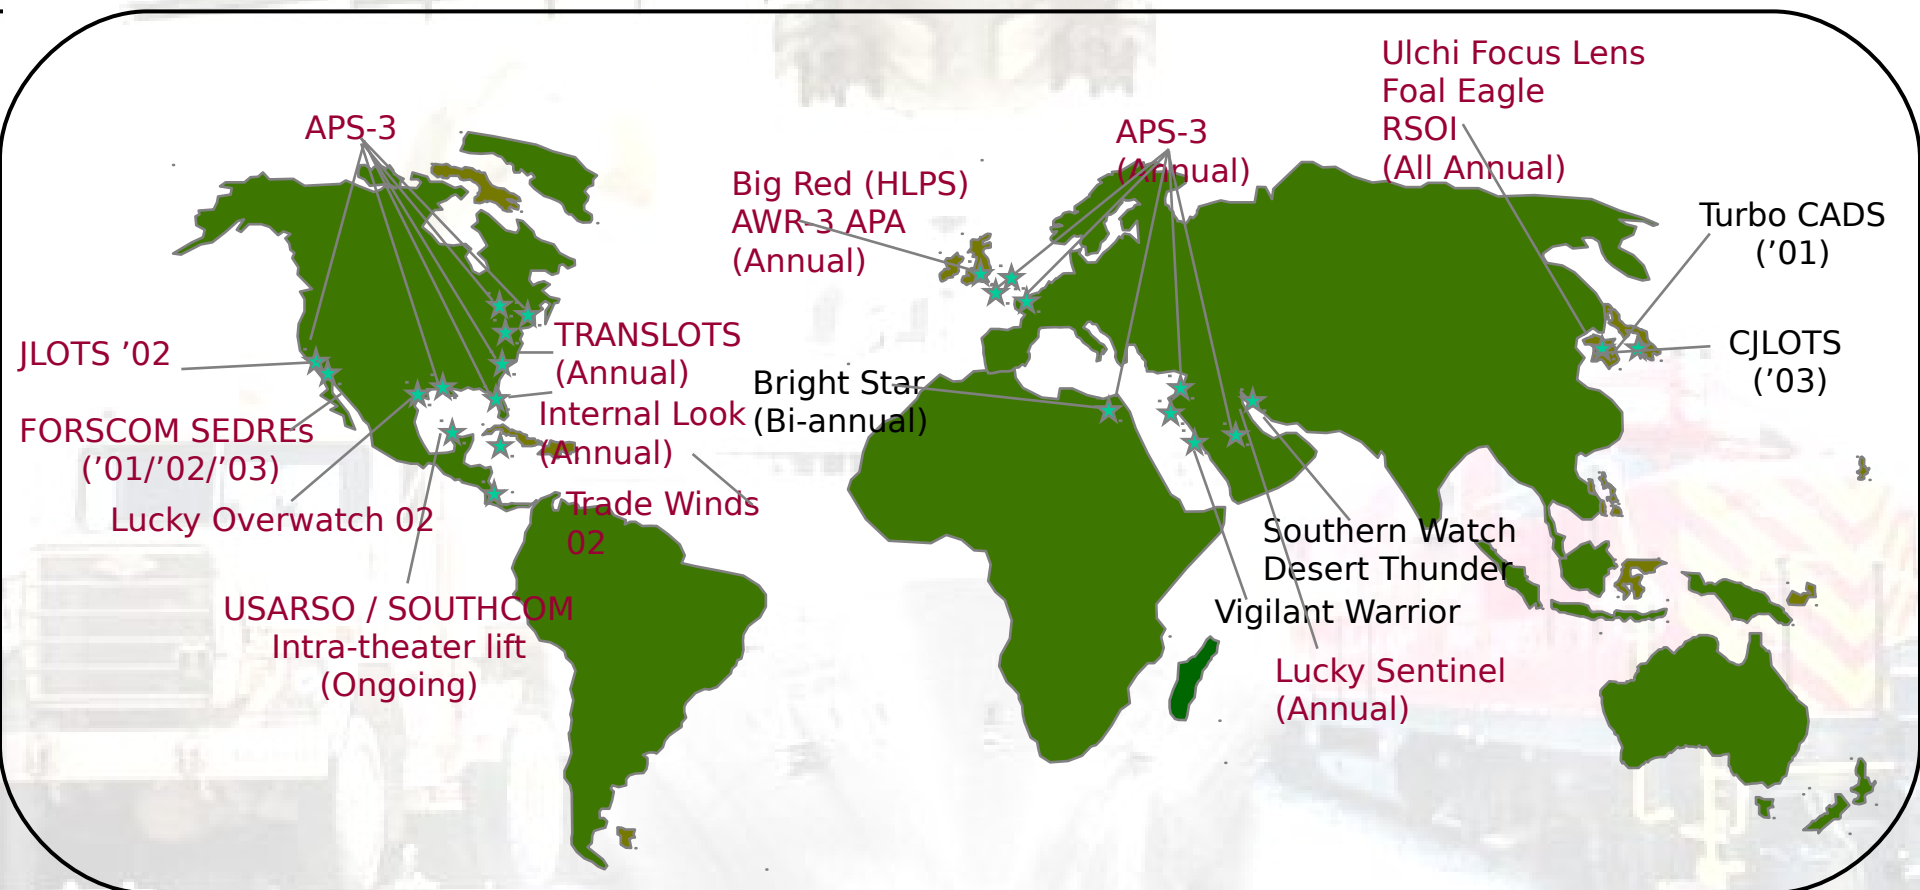 APS-3
JLOTS ’02
FORSCOM SEDREs
(’01/’02/’03)
Lucky Overwatch 02
USARSO / SOUTHCOM
Intra-theater lift
(Ongoing)
TRANSLOTS
(Annual)
Internal Look
(Annual)
Trade Winds
02
Big Red (HLPS)
AWR-3 APA
(Annual)
Bright Star
(Bi-annual)
APS-3
(Annual)
Ulchi Focus Lens
Foal Eagle
RSOI
(All Annual)
Turbo CADS
(’01)
CJLOTS
(’03)
Southern Watch
Desert Thunder
Vigilant Warrior
Lucky Sentinel
(Annual)